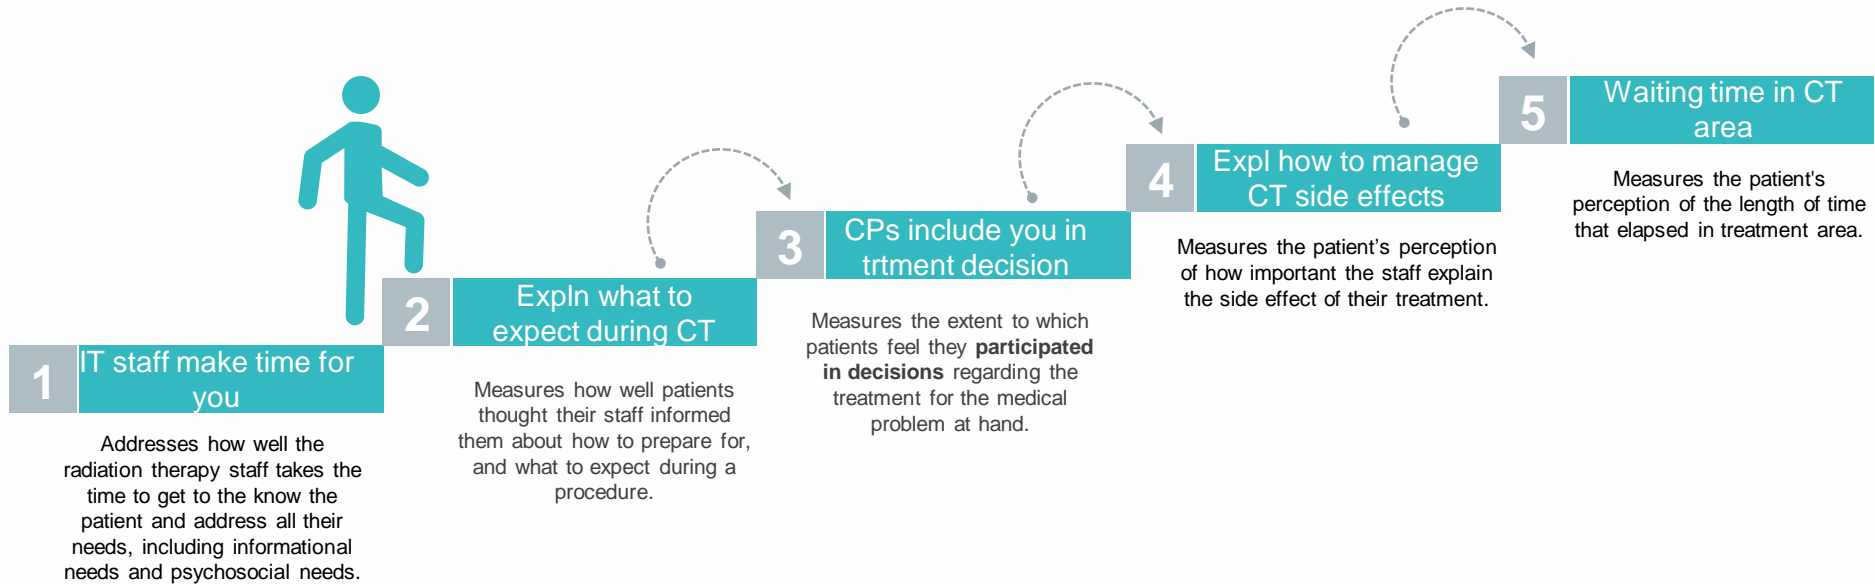 1
IT staff make time for
you
Addresses how well the
radiation therapy staff takes the
time to get to the know the
patient and address all their
needs, including informational
needs and psychosocial needs.
2
Expln what to
expect during CT
Measures how well patients
thought their staff informed
them about how to prepare for,
and what to expect during a
procedure.
3
CPs include you in
trtment decision
Measures the extent to which
patients feel they participated
in decisions regarding the
treatment for the medical
problem at hand.
4
Expl how to manage
CT side effects
Measures the patient’s perception
of how important the staff explain
the side effect of their treatment.
5
Waiting time in CT
area
Measures the patient's
perception of the length of time
that elapsed in treatment area.